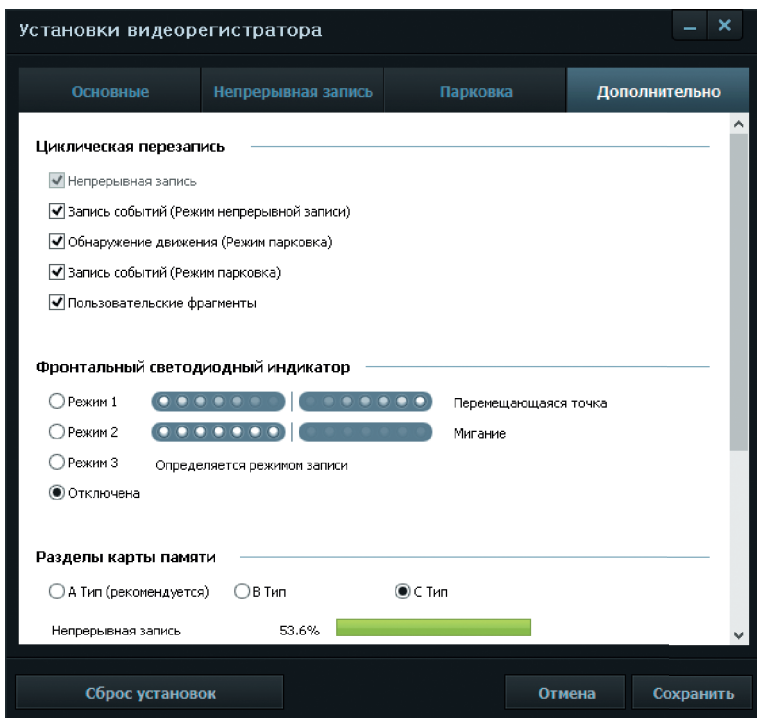 Установки видеорегистратора
Основные Непрерывная запись Парковка Дополнительно
Циклическая перезапись
Непрерывная запись
Запись событий (Режим непрерывной записи)
Обнаружение движения (Режим парковка)
Запись событий (Режим парковка)
Пользовательские фрагменты
Фронтальный светодиодный индикатор
Режим 1 Перемещающаяся точка
Режим 2 Мигание
Режим 3 Определяется режимом записи
Отключена
Разделы карты памяти
А Тип (рекомендуется) В Тип С Тип
Непрерывная запись 53.6%
Сброс установок Отмена Сохранить